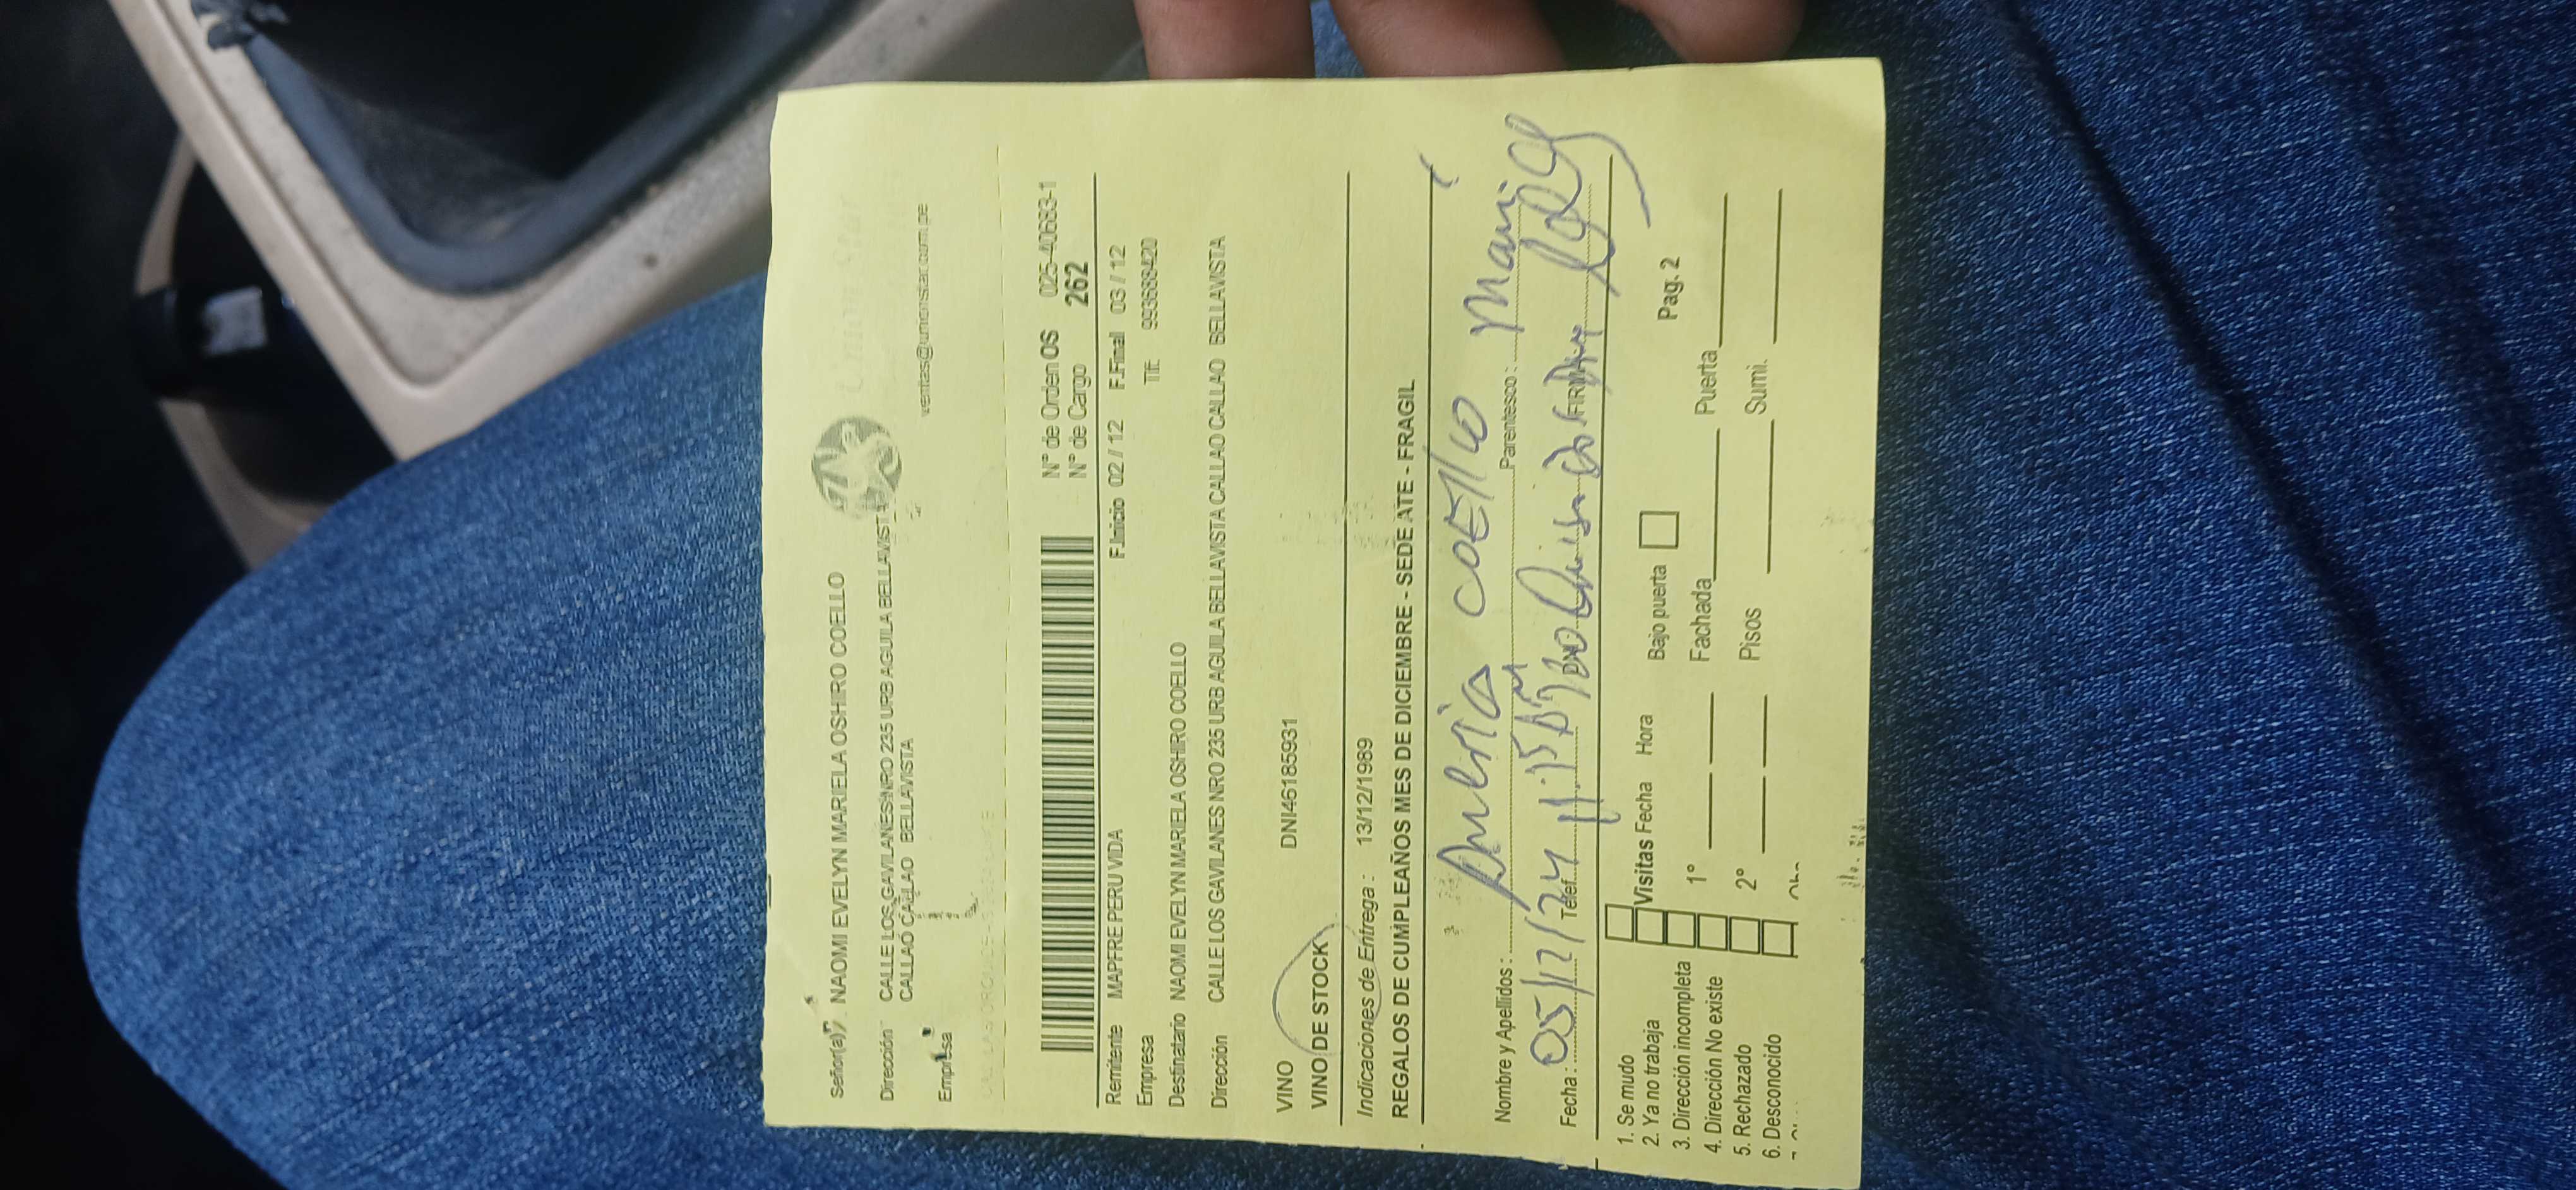 Señor(a) NAOMI EVELYN MARIELA OSHIRO COELLO
Dirección CALLE LOS GAVILANES NRO 235 URB AGUILA BELLAVISTA
CALLAO CALLAO BELLAVISTA
Empresa
Union Star
ventas@unionstar.com.pe
N° de Orden OS 025-40663-1
N° de Cargo 262
Remitente MAPFRE PERU VIDA F.Inicio 02 / 12 F.Final 03 / 12
Empresa Tlf. 993688420
Destinatario NAOMI EVELYN MARIELA OSHIRO COELLO
Dirección CALLE LOS GAVILANES NRO 235 URB AGUILA BELLAVISTA CALLAO CALLAO BELLAVISTA
VINO DNI46185931
VINO DE STOCK
Indicaciones de Entrega : 13/12/1989
REGALOS DE CUMPLEAÑOS MES DE DICIEMBRE - SEDE ATE - FRAGIL
Nombre y Apellidos : Amelia COEllo Parentesco :
Fecha : 05/12/24 Telef.
1. Se mudo
2. Ya no trabaja Visitas Fecha Hora Bajo puerta Pag. 2
3. Dirección incompleta
4. Dirección No existe 1° Fachada Puerta
5. Rechazado
6. Desconocido 2° Pisos Sumi.